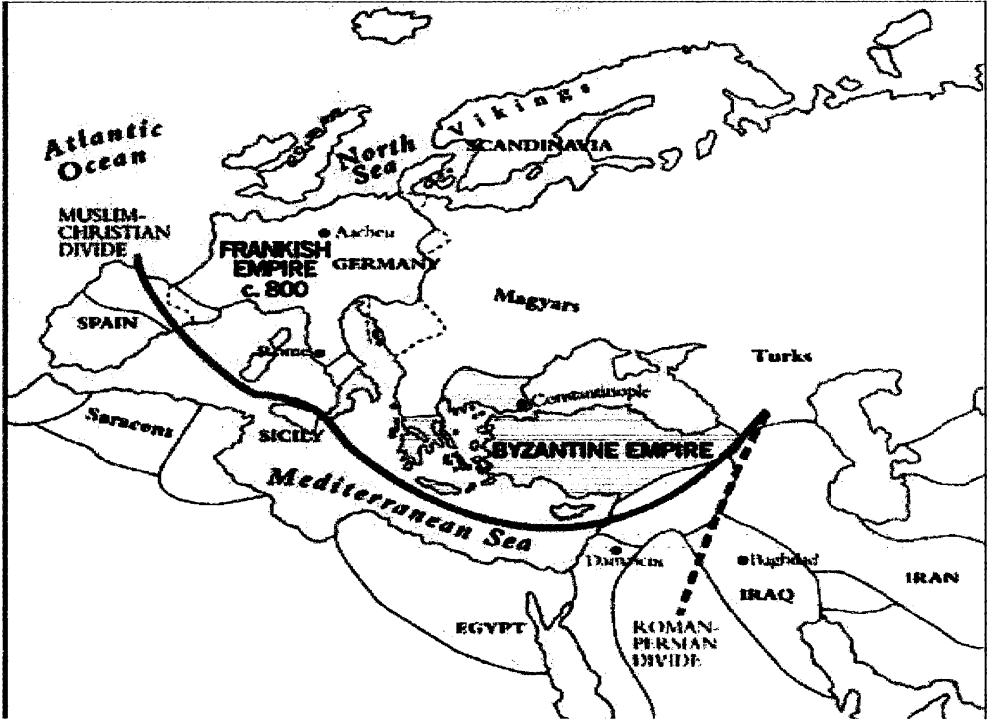 Vikings
Atlantic
Ocean
North
Sea
SCANDINAVIA
MUSLIM-
CHRISTIAN
DIVIDE
Aachen
FRANKISH
EMPIRE
c. 800
GERMANY
Magyars
SPAIN
Rome
Turks
Constantinople
Saracens
SICILY
BYZANTINE EMPIRE
Mediterranean Sea
Damascus
Baghdad
IRAN
IRAQ
EGYPT
ROMAN-
PERSIAN
DIVIDE